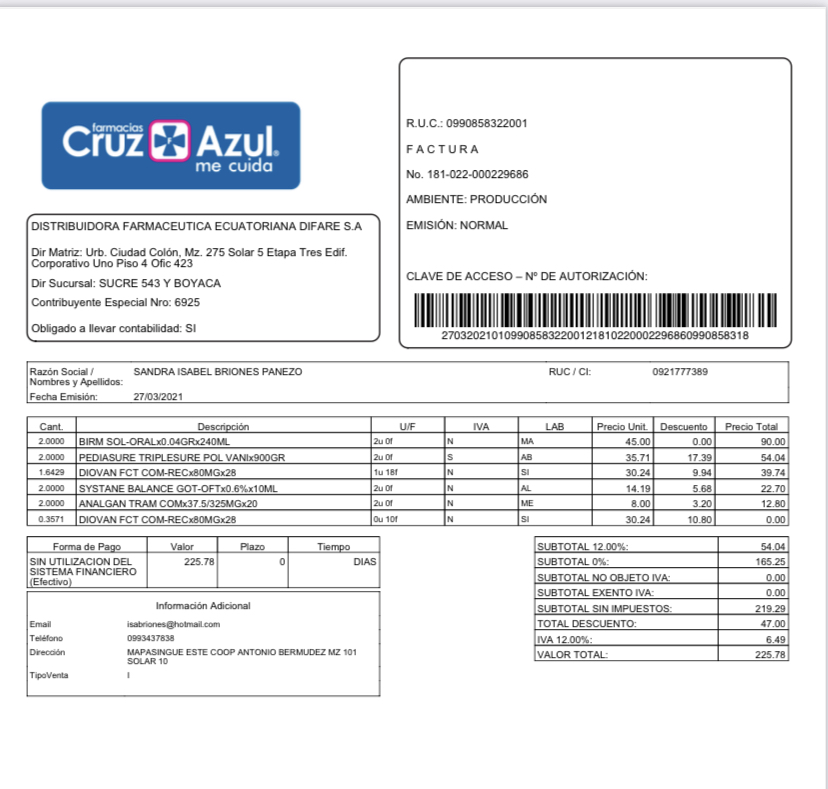 farmacias
Cruz Azul.
me cuida
R.U.C.: 0990858322001
F A C T U R A
No. 181-022-000229686
AMBIENTE: PRODUCCIÓN
EMISIÓN: NORMAL
CLAVE DE ACCESO – Nº DE AUTORIZACIÓN:
2703202101099085832200121810220002296860990858318
DISTRIBUIDORA FARMACEUTICA ECUATORIANA DIFARE S.A
Dir Matriz: Urb. Ciudad Colón, Mz. 275 Solar 5 Etapa Tres Edif.
Corporativo Uno Piso 4 Ofic 423
Dir Sucursal: SUCRE 543 Y BOYACA
Contribuyente Especial Nro: 6925
Obligado a llevar contabilidad: SI
Razón Social / SANDRA ISABEL BRIONES PANEZO RUC / CI: 0921777389
Nombres y Apellidos:
Fecha Emisión: 27/03/2021
Cant. Descripción U/F IVA LAB Precio Unit. Descuento Precio Total
2.0000 BIRM SOL-ORALx0.04GRx240ML 2u 0f N MA 45.00 0.00 90.00
2.0000 PEDIASURE TRIPLESURE POL VANIx900GR 2u 0f S AB 35.71 17.39 54.04
1.6429 DIOVAN FCT COM-RECx80MGx28 1u 18f N SI 30.24 9.94 39.74
2.0000 SYSTANE BALANCE GOT-OFTx0.6%x10ML 2u 0f N AL 14.19 5.68 22.70
2.0000 ANALGAN TRAM COMx37.5/325MGx20 2u 0f N ME 8.00 3.20 12.80
0.3571 DIOVAN FCT COM-RECx80MGx28 0u 10f N SI 30.24 10.80 0.00
Forma de Pago Valor Plazo Tiempo
SIN UTILIZACION DEL 225.78 0 DIAS
SISTEMA FINANCIERO
(Efectivo)
Información Adicional
Email isabriones@hotmail.com
Teléfono 0993437838
Dirección MAPASINGUE ESTE COOP ANTONIO BERMUDEZ MZ 101
SOLAR 10
TipoVenta I
SUBTOTAL 12.00%: 54.04
SUBTOTAL 0%: 165.25
SUBTOTAL NO OBJETO IVA: 0.00
SUBTOTAL EXENTO IVA: 0.00
SUBTOTAL SIN IMPUESTOS: 219.29
TOTAL DESCUENTO: 47.00
IVA 12.00%: 6.49
VALOR TOTAL: 225.78